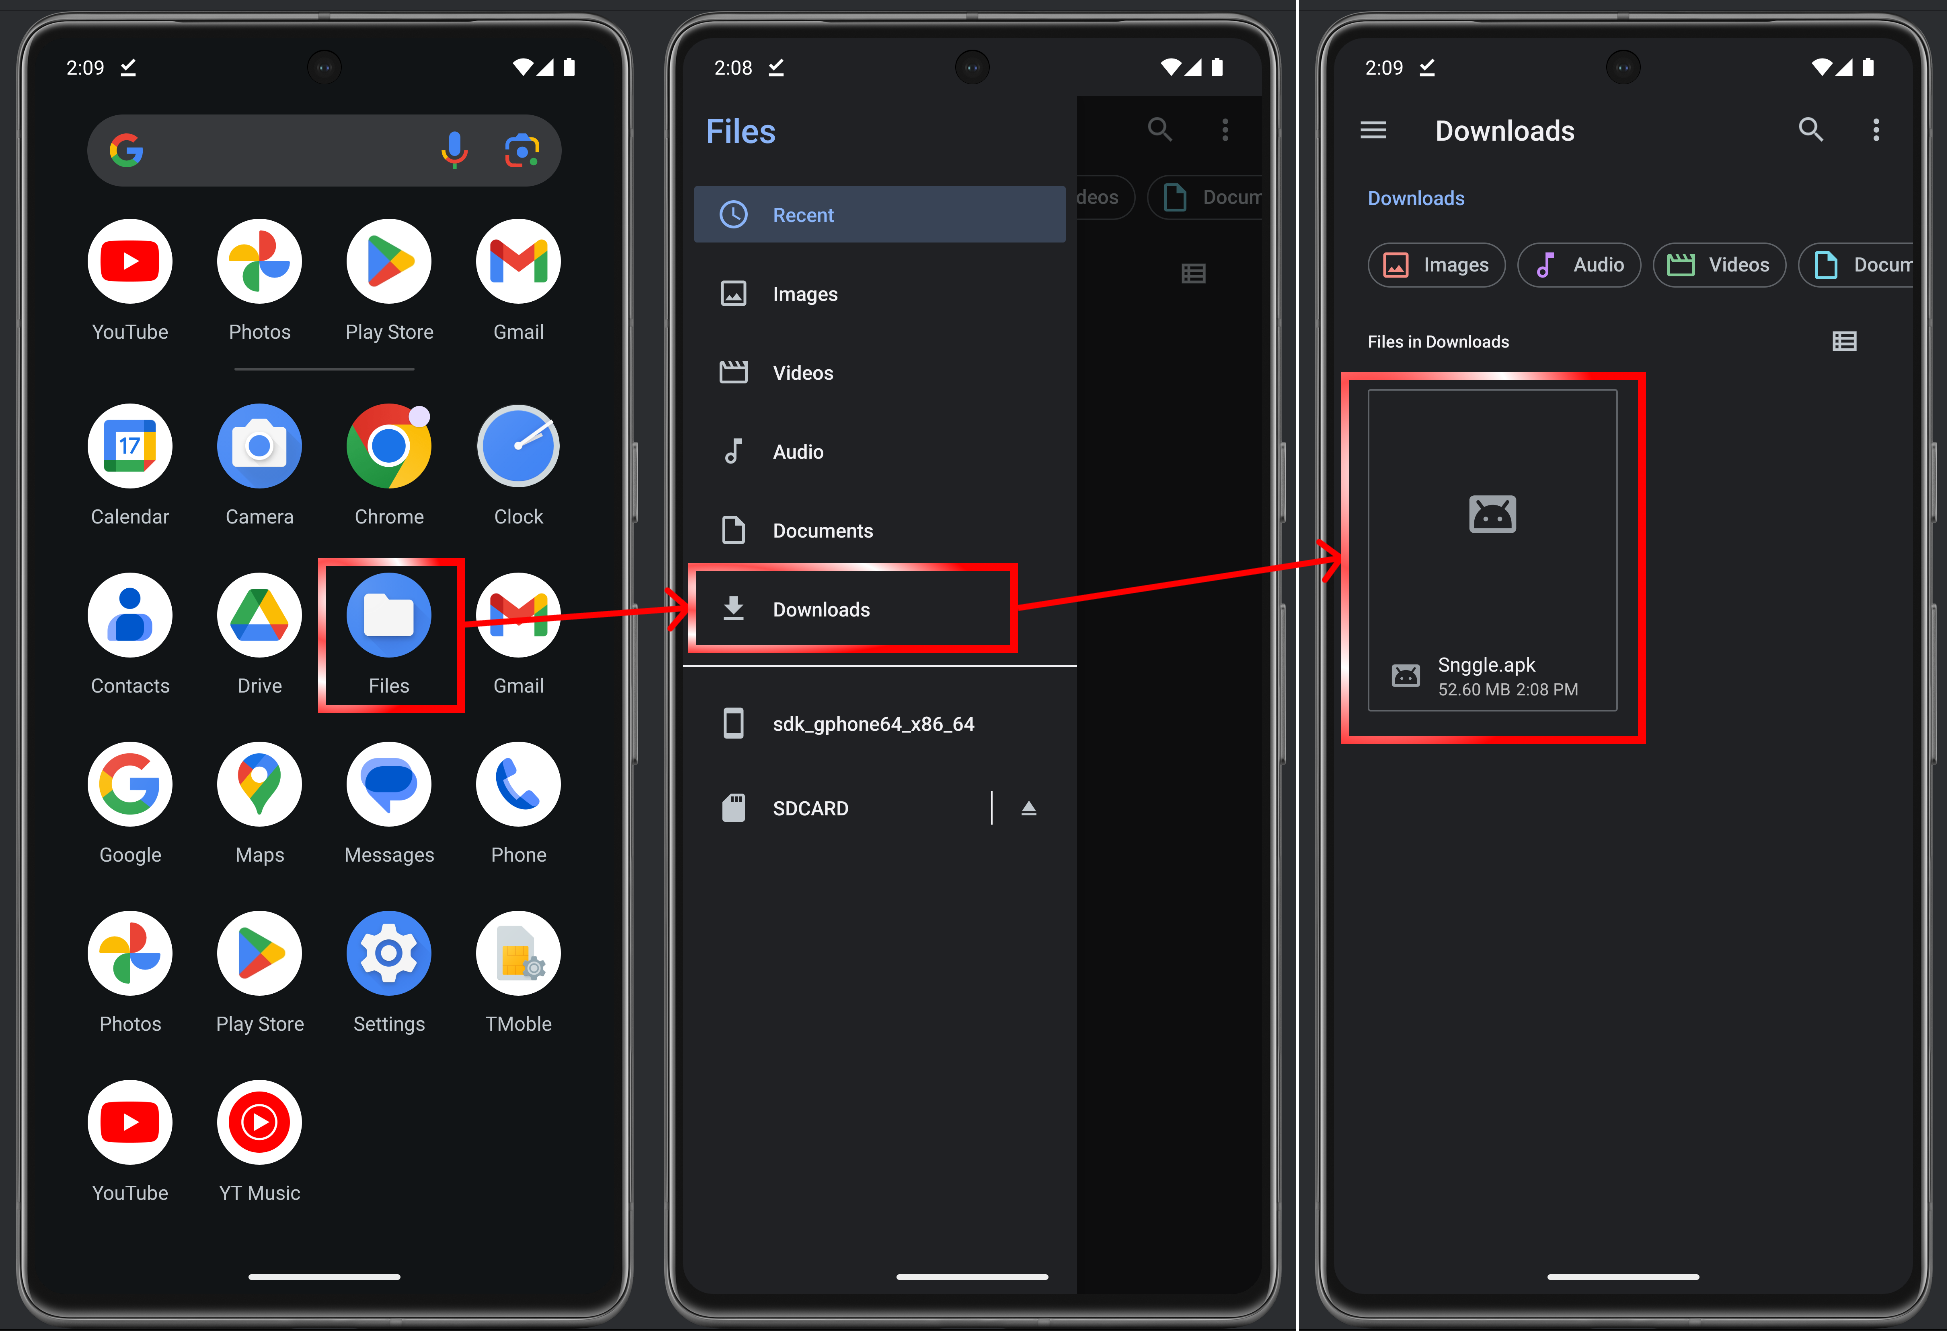 2:09
YouTube
Photos
Play Store
Gmail
17
Calendar
Camera
Chrome
Clock
Contacts
Drive
Files
Gmail
Google
Maps
Messages
Phone
Photos
Play Store
Settings
TMoble
YouTube
YT Music
2:08
Files
deos
Docum
Recent
Images
Videos
Audio
Documents
Downloads
sdk_gphone64_x86_64
SDCARD
2:09
Downloads
Downloads
Images
Audio
Videos
Docum
Files in Downloads
Snggle.apk
52.60 MB 2:08 PM